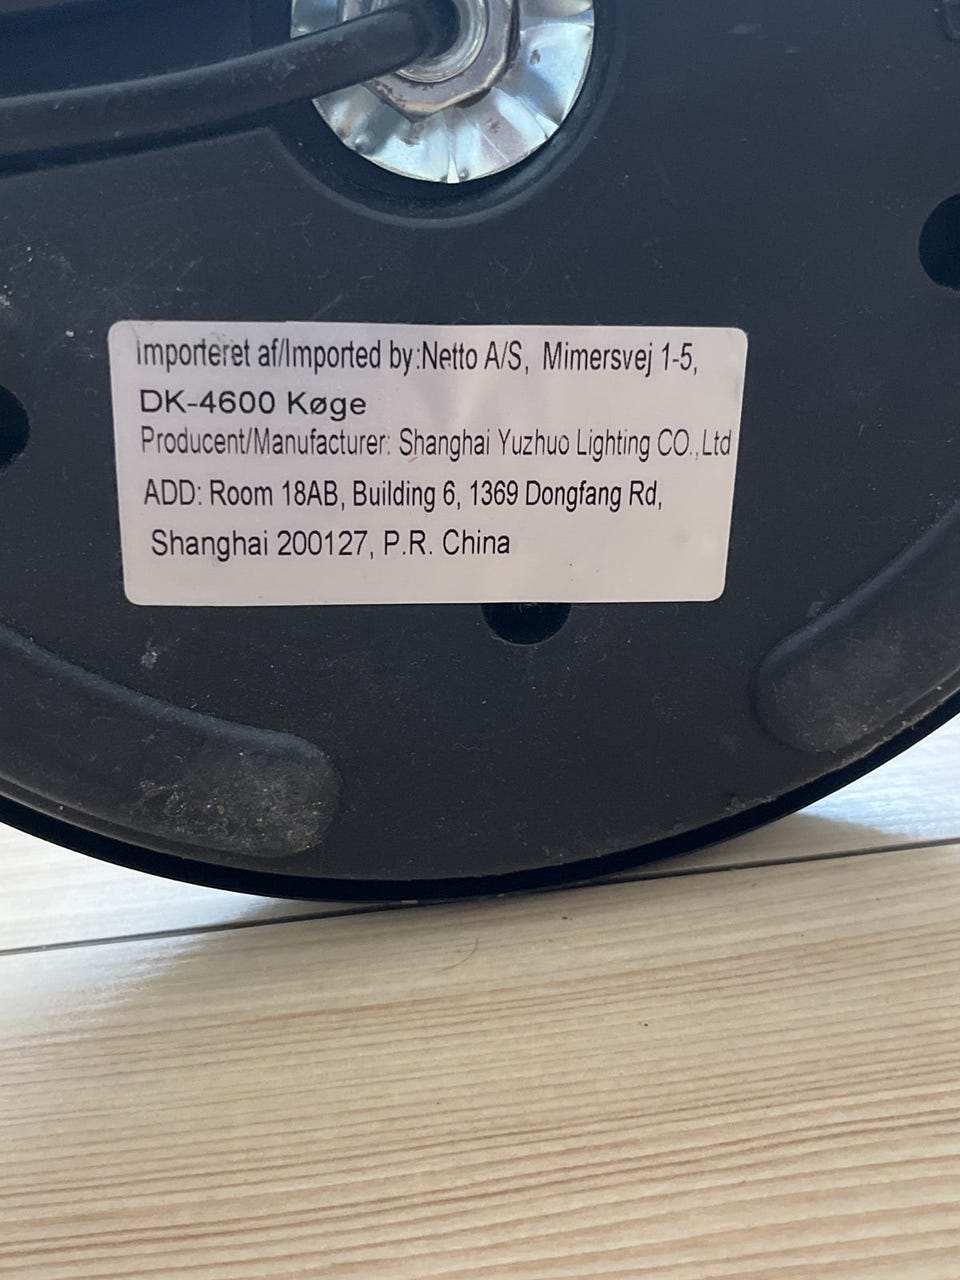 Importeret af/Imported by:Netto A/S, Mimersvej 1-5,
DK-4600 Køge
Producent/Manufacturer: Shanghai Yuzhuo Lighting CO.,Ltd
ADD: Room 18AB, Building 6, 1369 Dongfang Rd,
Shanghai 200127, P.R. China